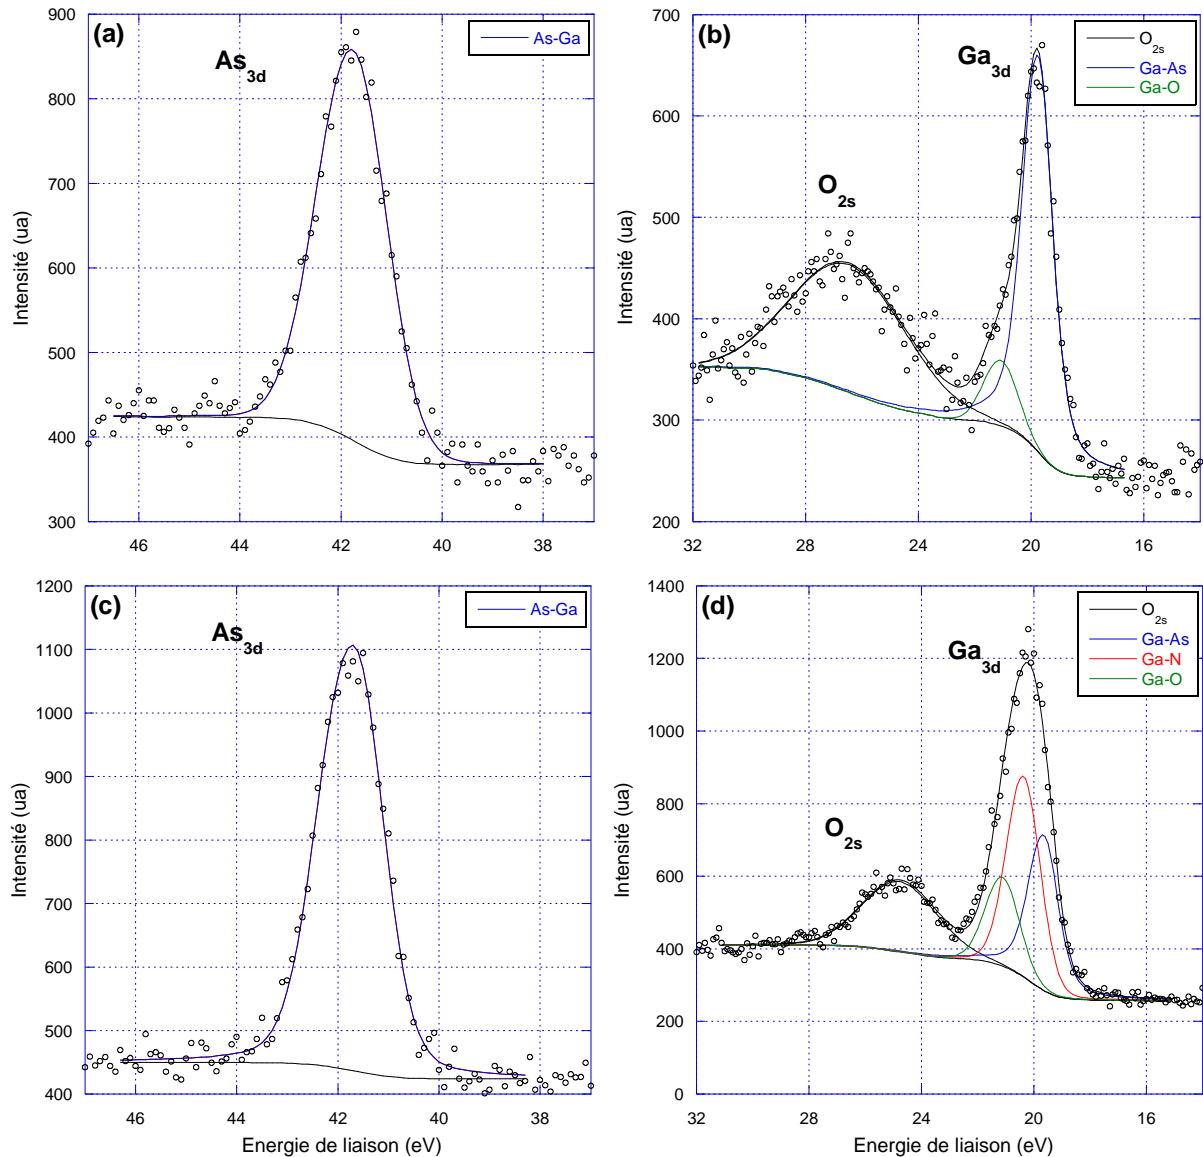 (a)
As3d
As-Ga
Intensité (ua)
900
800
700
600
500
400
300
46
44
42
40
38
(b)
O2s
Ga3d
O2s
Ga-As
Ga-O
Intensité (ua)
700
600
500
400
300
200
32
28
24
20
16
(c)
As3d
As-Ga
Intensité (ua)
1200
1100
1000
900
800
700
600
500
400
46
44
42
40
38
Energie de liaison (eV)
(d)
O2s
Ga3d
O2s
Ga-As
Ga-N
Ga-O
Intensité (ua)
1400
1200
1000
800
600
400
200
0
32
28
24
20
16
Energie de liaison (eV)